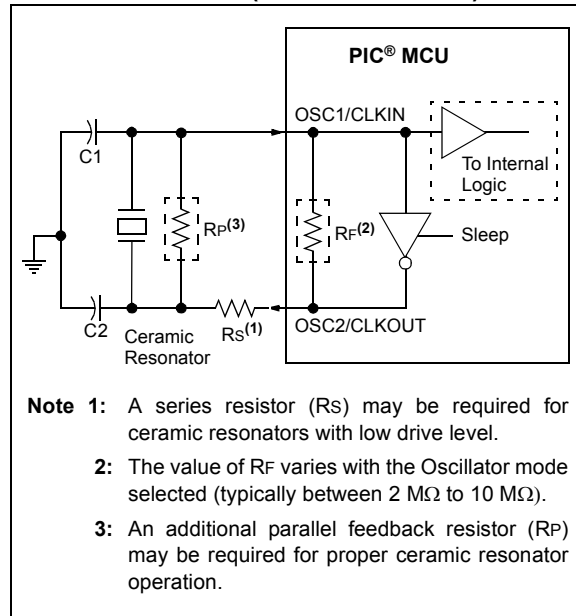 PIC® MCU
OSC1/CLKIN
C1
To Internal
Logic
RP(3)
RF(2)
Sleep
C2
Ceramic
Resonator
RS(1)
OSC2/CLKOUT
Note 1: A series resistor (RS) may be required for
ceramic resonators with low drive level.
2: The value of RF varies with the Oscillator mode
selected (typically between 2 MΩ to 10 MΩ).
3: An additional parallel feedback resistor (RP)
may be required for proper ceramic resonator
operation.